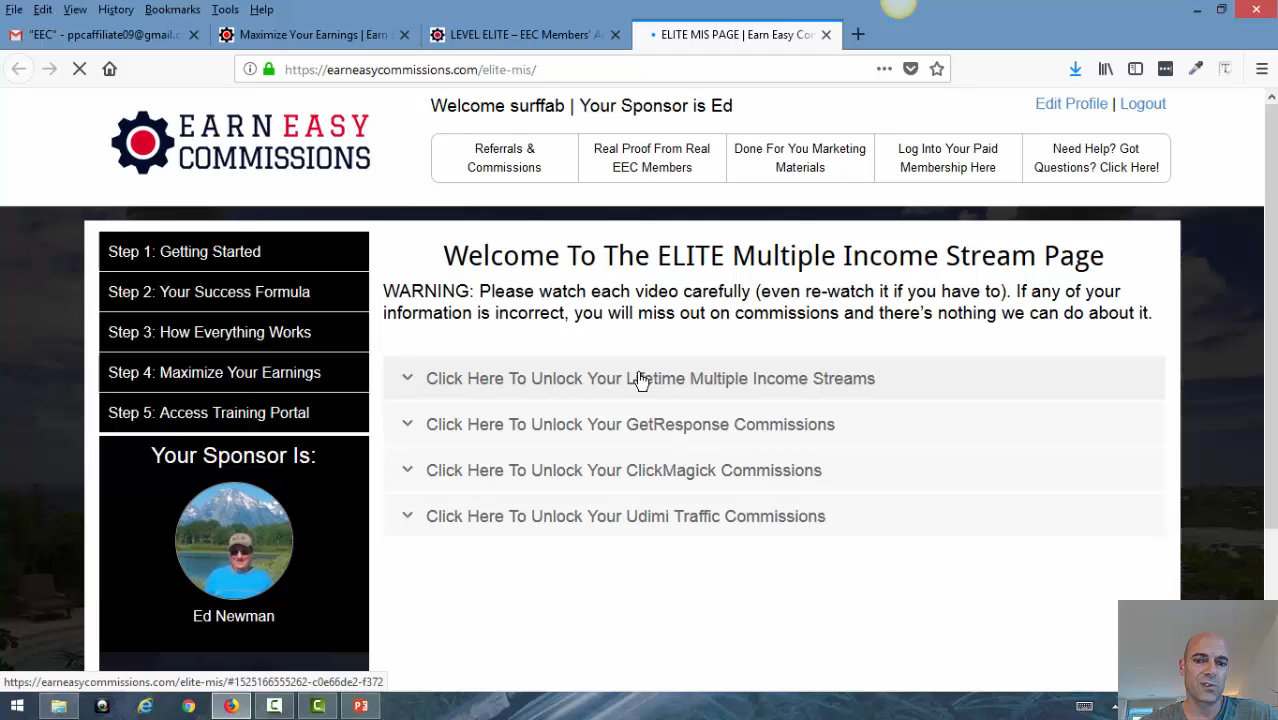 File Edit View History Bookmarks Tools Help
"EEC" - ppcaffiliate09@gmail.c
Maximize Your Earnings | Earn
LEVEL ELITE – EEC Members' A
ELITE MIS PAGE | Earn Easy Co
https://earneasycommissions.com/elite-mis/
EARN EASY
COMMISSIONS
Welcome surffab | Your Sponsor is Ed
Edit Profile | Logout
Referrals &
Commissions
Real Proof From Real
EEC Members
Done For You Marketing
Materials
Log Into Your Paid
Membership Here
Need Help? Got
Questions? Click Here!
Step 1: Getting Started
Step 2: Your Success Formula
Step 3: How Everything Works
Step 4: Maximize Your Earnings
Step 5: Access Training Portal
Your Sponsor Is:
Ed Newman
Welcome To The ELITE Multiple Income Stream Page
WARNING: Please watch each video carefully (even re-watch it if you have to). If any of your
information is incorrect, you will miss out on commissions and there's nothing we can do about it.
Click Here To Unlock Your Lifetime Multiple Income Streams
Click Here To Unlock Your GetResponse Commissions
Click Here To Unlock Your ClickMagick Commissions
Click Here To Unlock Your Udimi Traffic Commissions
https://earneasycommissions.com/elite-mis/#1525166555262-c0e66de2-f372